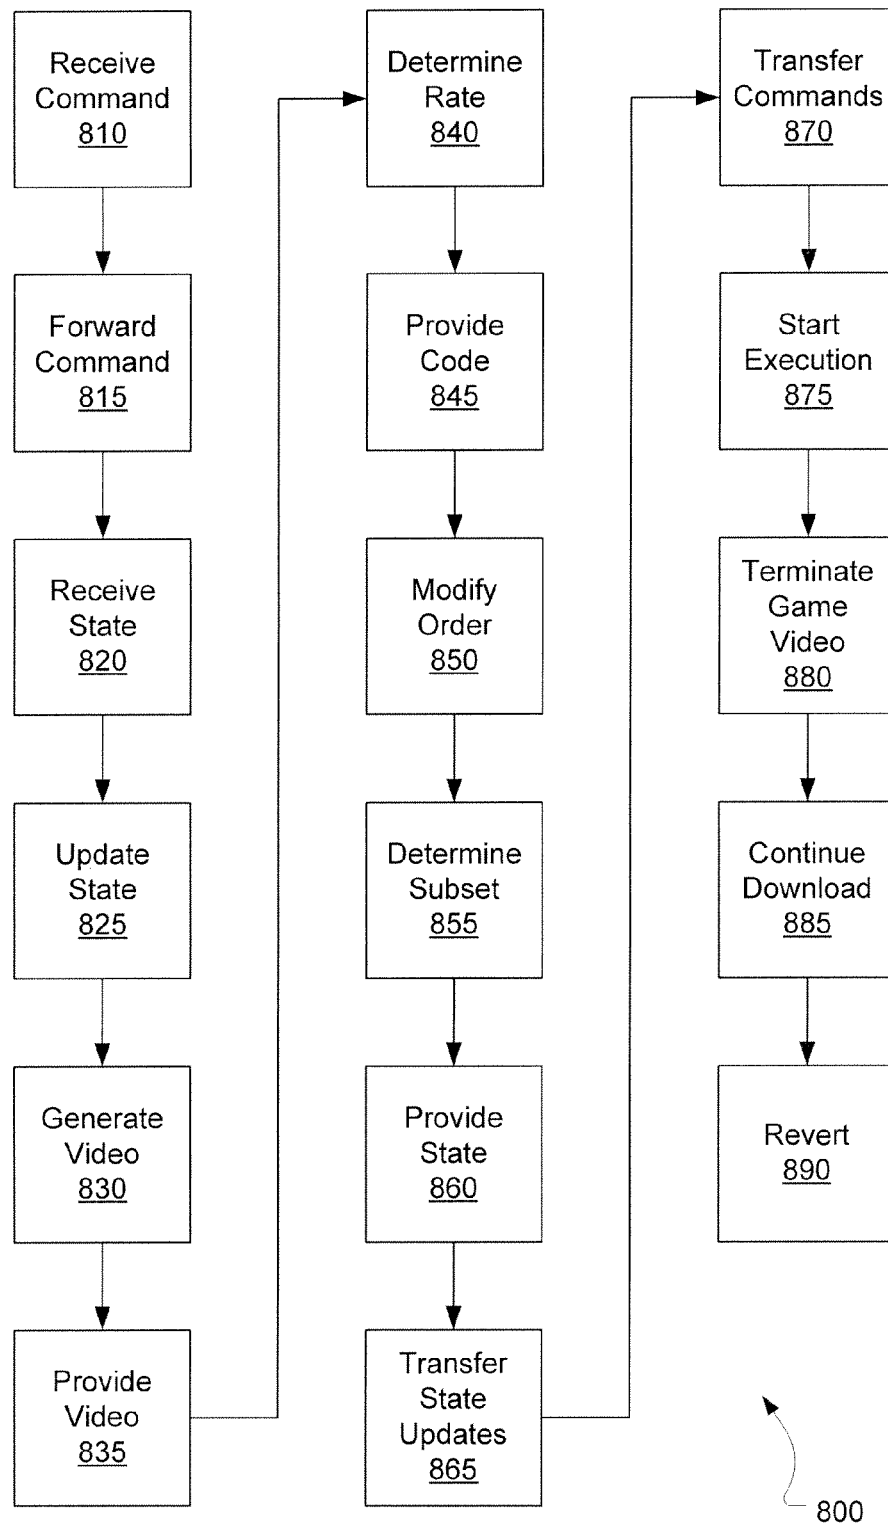 Receive
Command
810
Forward
Command
815
Receive
State
820
Update
State
825
Generate
Video
830
Provide
Video
835
Determine
Rate
840
Provide
Code
845
Modify
Order
850
Determine
Subset
855
Provide
State
860
Transfer
State
Updates
865
Transfer
Commands
870
Start
Execution
875
Terminate
Game
Video
880
Continue
Download
885
Revert
890
800